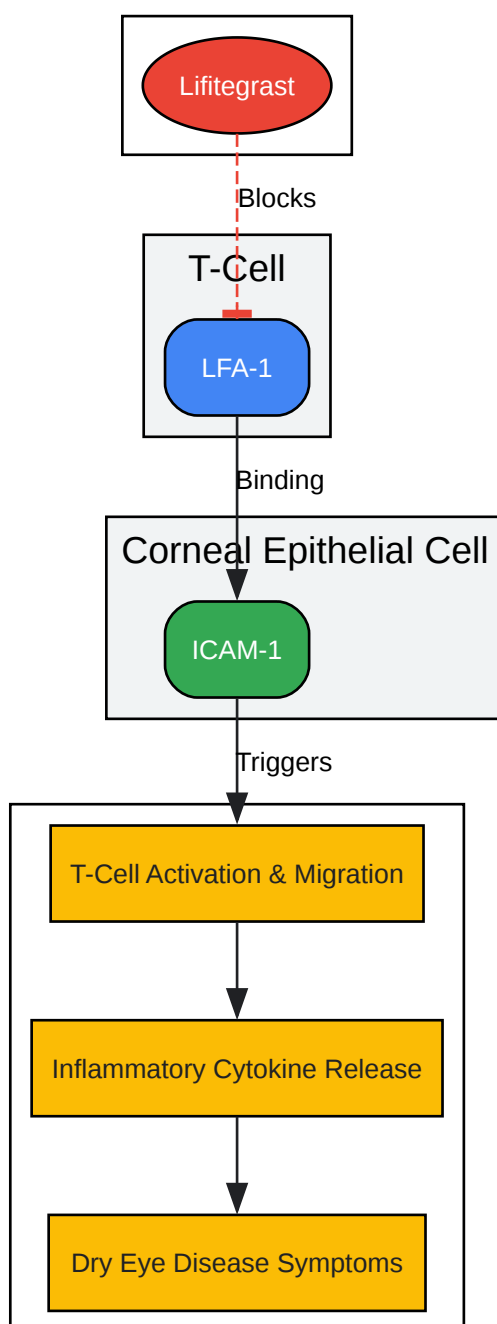 Lifitegrast
Blocks
T-Cell
LFA-1
Binding
Corneal Epithelial Cell
ICAM-1
Triggers
T-Cell Activation & Migration
Inflammatory Cytokine Release
Dry Eye Disease Symptoms